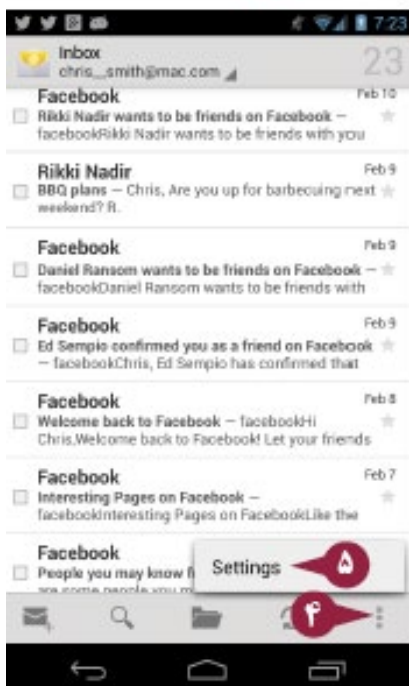 7:23
Inbox
chris_smith@mac.com
23
Facebook Feb 10
Rikki Nadir wants to be friends on Facebook –
facebookRikki Nadir wants to be friends with you
Rikki Nadir Feb 9
BBQ plans – Chris, Are you up for barbecuing next
weekend? R.
Facebook Feb 9
Daniel Ransom wants to be friends on Facebook –
facebookDaniel Ransom wants to be friends with
Facebook Feb 9
Ed Sempio confirmed you as a friend on Facebook
– facebookChris, Ed Sempio has confirmed that
Facebook Feb 8
Welcome back to Facebook – facebookHi
Chris,Welcome back to Facebook! Let your friends
Facebook Feb 7
Interesting Pages on Facebook –
facebookInteresting Pages on FacebookLike the
Facebook
People you may know
are some people you
Settings ۵
۴